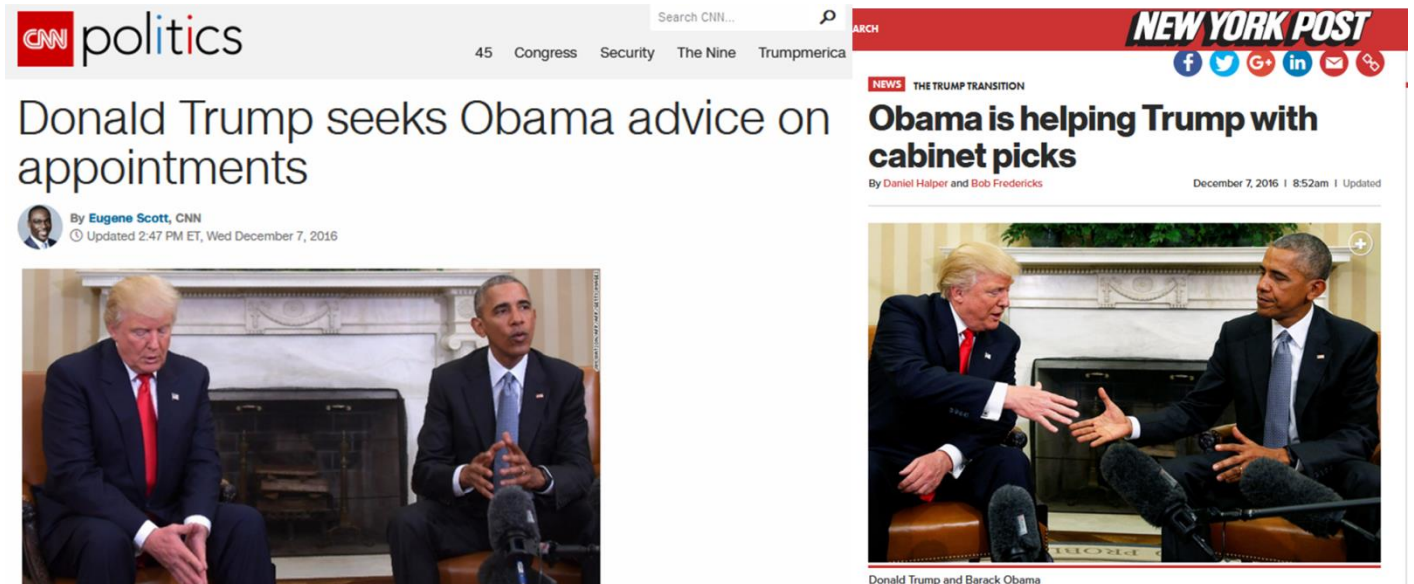 CNN politics
Search CNN...
45 Congress Security The Nine Trumpmerica
Donald Trump seeks Obama advice on
appointments
By Eugene Scott, CNN
Updated 2:47 PM ET, Wed December 7, 2016
ARCH
NEW YORK POST
NEWS THE TRUMP TRANSITION
Obama is helping Trump with
cabinet picks
By Daniel Halper and Bob Fredericks
December 7, 2016 | 8:52am | Updated
Donald Trump and Barack Obama